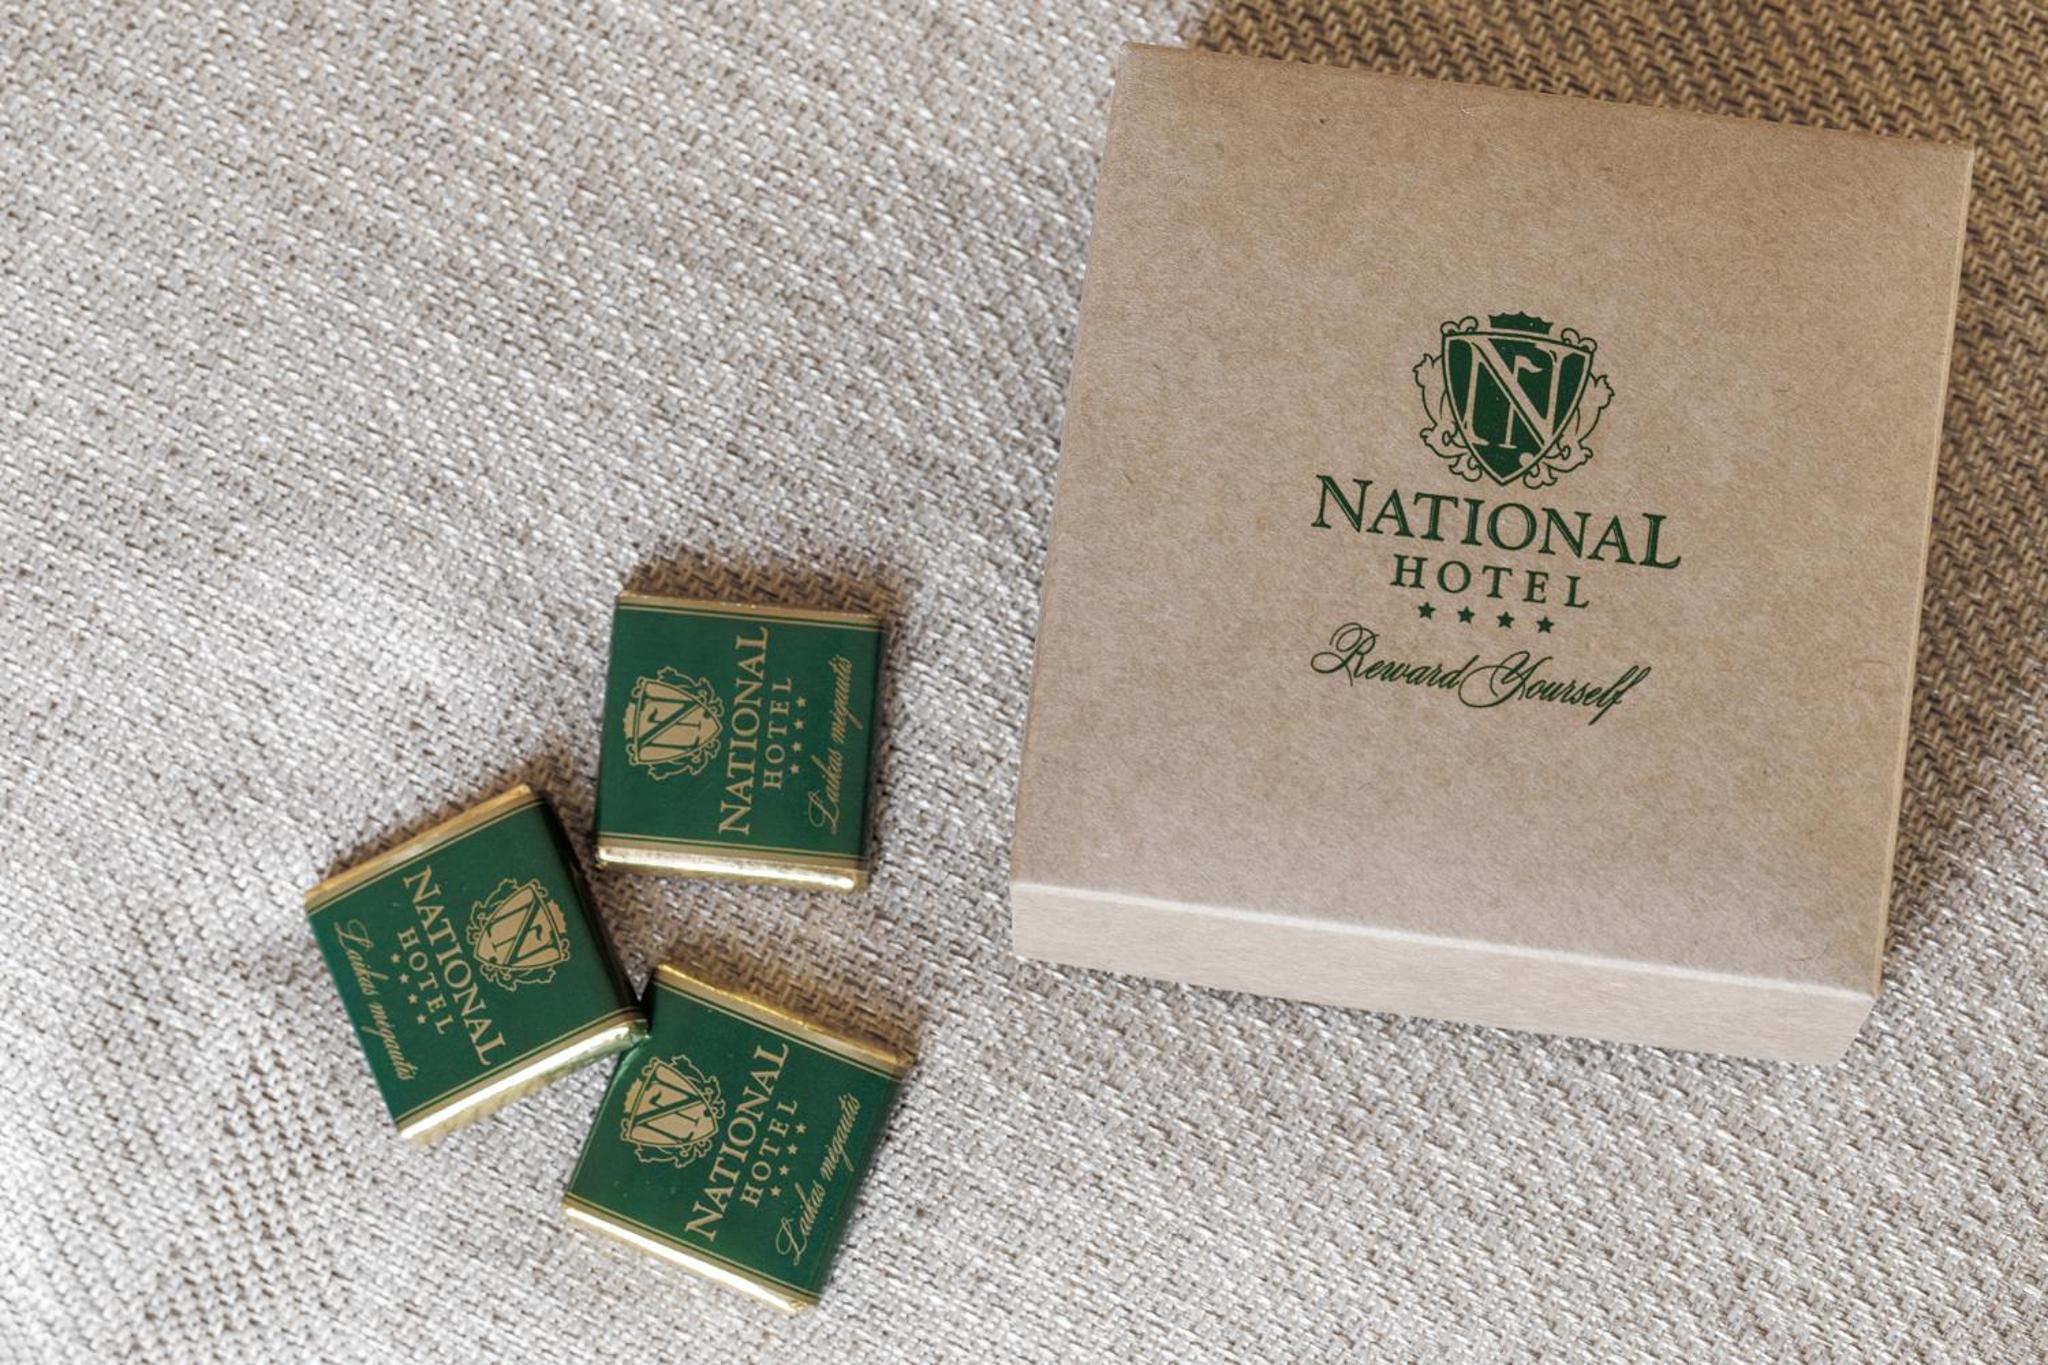 NATIONAL
HOTEL
Reward Yourself
NATIONAL
HOTEL
Laikas mėgautis
NATIONAL
HOTEL
Laikas mėgautis
NATIONAL
HOTEL
Laikas mėgautis